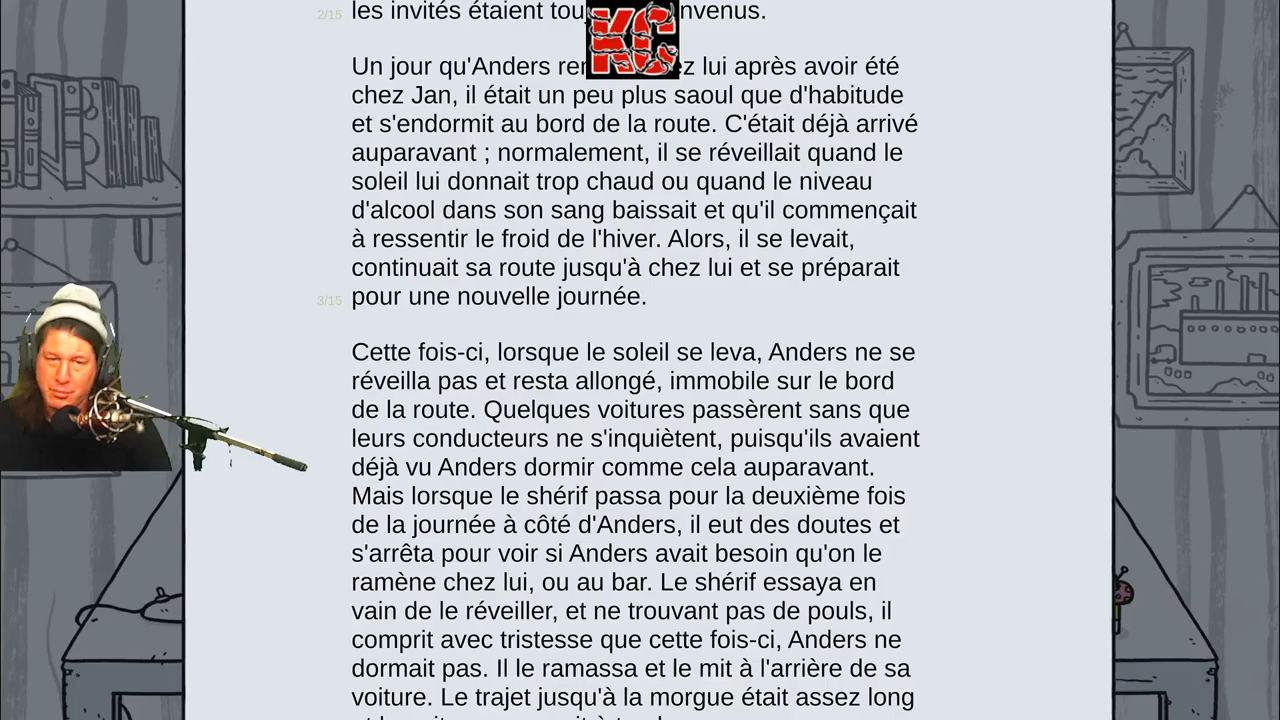 2/15 les invités étaient tou nvenus.
KC
Un jour qu'Anders ren ez lui après avoir été
chez Jan, il était un peu plus saoul que d'habitude
et s'endormit au bord de la route. C'était déjà arrivé
auparavant ; normalement, il se réveillait quand le
soleil lui donnait trop chaud ou quand le niveau
d'alcool dans son sang baissait et qu'il commençait
à ressentir le froid de l'hiver. Alors, il se levait,
continuait sa route jusqu'à chez lui et se préparait
3/15 pour une nouvelle journée.
Cette fois-ci, lorsque le soleil se leva, Anders ne se
réveilla pas et resta allongé, immobile sur le bord
de la route. Quelques voitures passèrent sans que
leurs conducteurs ne s'inquiètent, puisqu'ils avaient
déjà vu Anders dormir comme cela auparavant.
Mais lorsque le shérif passa pour la deuxième fois
de la journée à côté d'Anders, il eut des doutes et
s'arrêta pour voir si Anders avait besoin qu'on le
ramène chez lui, ou au bar. Le shérif essaya en
vain de le réveiller, et ne trouvant pas de pouls, il
comprit avec tristesse que cette fois-ci, Anders ne
dormait pas. Il le ramassa et le mit à l'arrière de sa
voiture. Le trajet jusqu'à la morgue était assez long